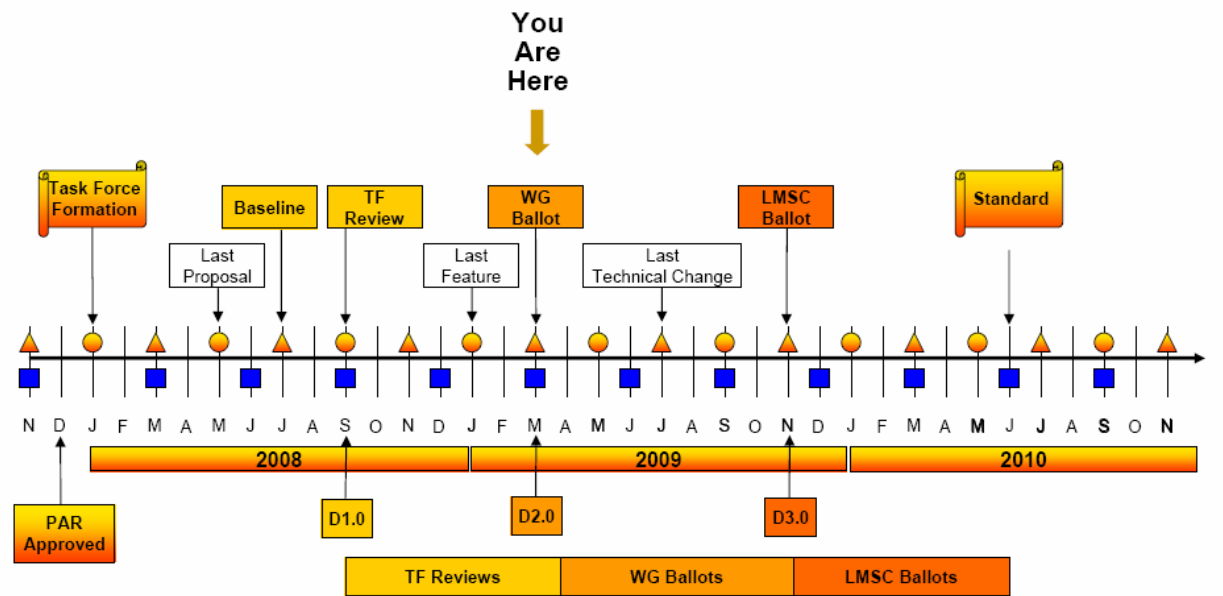 You
Are
Here
Task Force
Formation
Baseline
TF
Review
WG
Ballot
LMSC
Ballot
Standard
Last
Proposal
Last
Feature
Last
Technical Change
N D J F M A M J J A S O N D J F M A M J J A S O N D J F M A M J J A S O N
2008 2009 2010
PAR
Approved
D1.0
D2.0
D3.0
TF Reviews WG Ballots LMSC Ballots